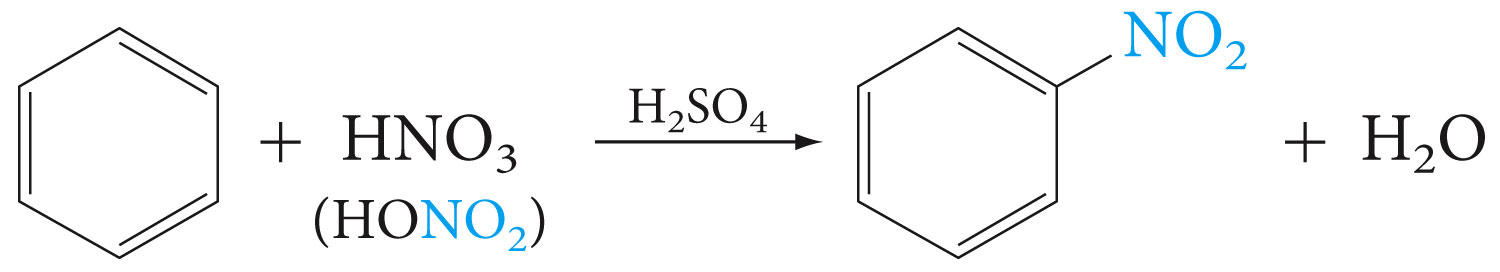 NO₂
H₂SO₄
+ HNO₃ + H₂O
(HONO₂)